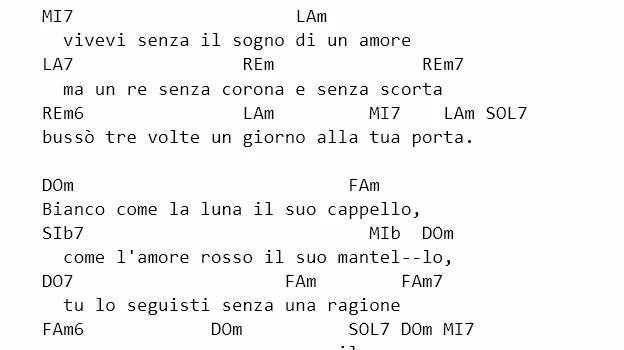 MI7 LAm
vivevi senza il sogno di un amore
LA7 REm REm7
ma un re senza corona e senza scorta
REm6 LAm MI7 LAm SOL7
bussò tre volte un giorno alla tua porta.
DOm FAm
Bianco come la luna il suo cappello,
SIb7 MIb DOm
come l'amore rosso il suo mantel--lo,
DO7 FAm FAm7
tu lo seguisti senza una ragione
FAm6 DOm SOL7 DOm MI7